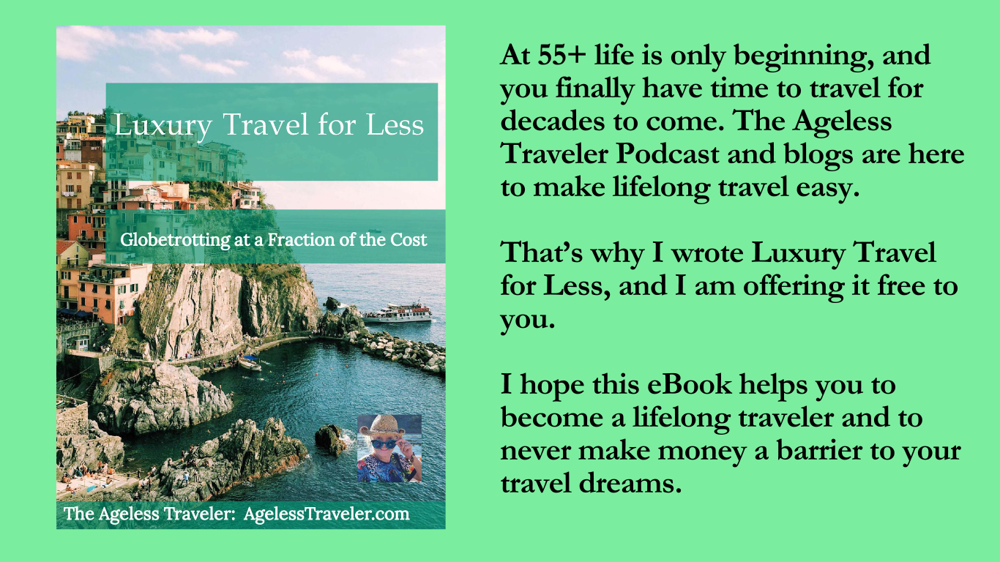 Luxury Travel for Less
Globetrotting at a Fraction of the Cost
The Ageless Traveler: AgelessTraveler.com
At 55+ life is only beginning, and
you finally have time to travel for
decades to come. The Ageless
Traveler Podcast and blogs are here
to make lifelong travel easy.
That’s why I wrote Luxury Travel
for Less, and I am offering it free to
you.
I hope this eBook helps you to
become a lifelong traveler and to
never make money a barrier to your
travel dreams.